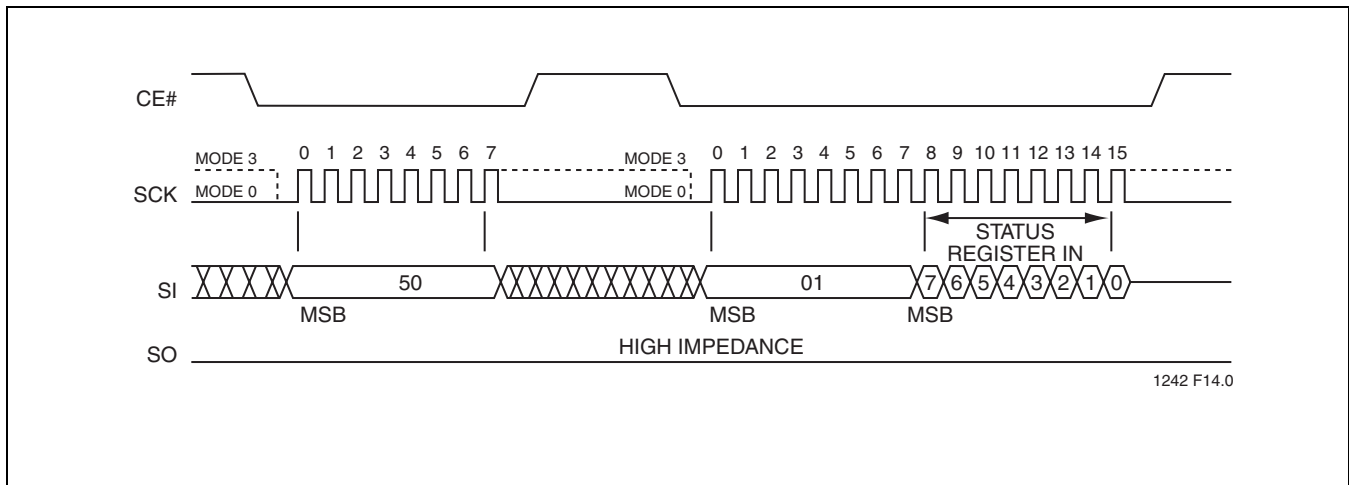 CE#
MODE 3 0 1 2 3 4 5 6 7 MODE 3 0 1 2 3 4 5 6 7 8 9 10 11 12 13 14 15
SCK MODE 0 MODE 0
STATUS
REGISTER IN
SI 50 01 7 6 5 4 3 2 1 0
MSB MSB MSB
SO HIGH IMPEDANCE
1242 F14.0